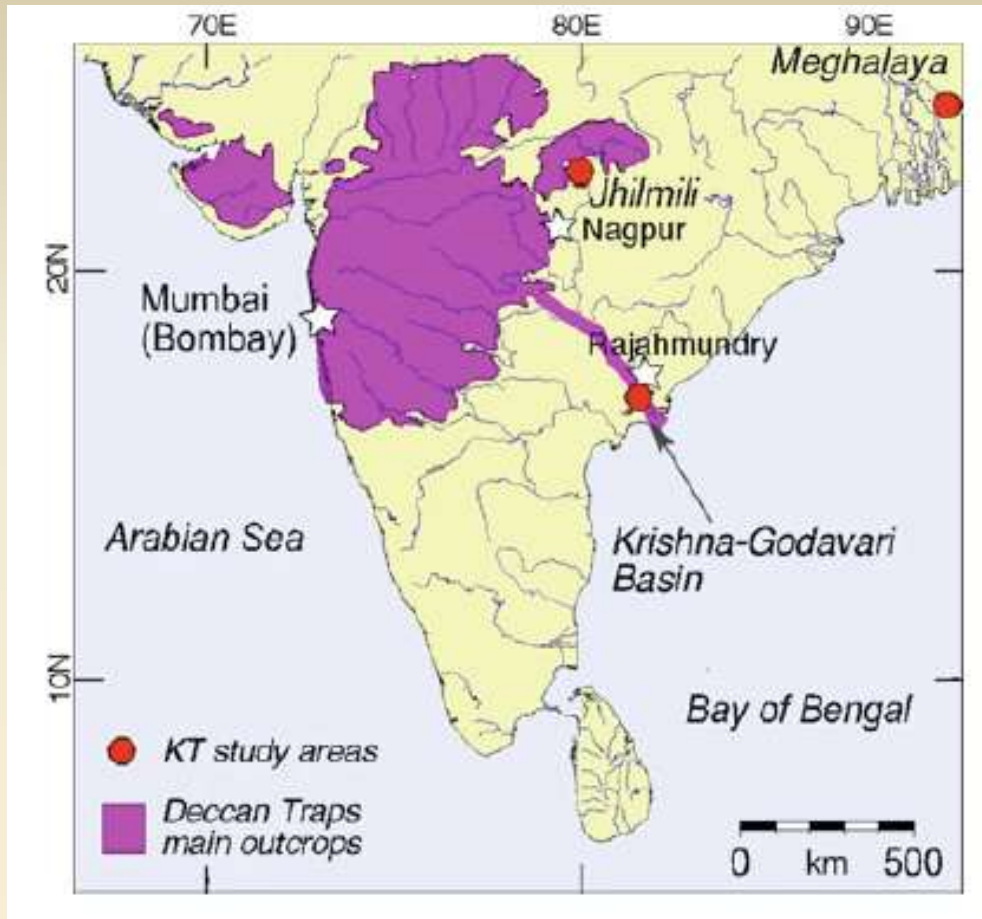 70E
80E
90E
Meghalaya
Jhilmili
Nagpur
20N
Mumbai
(Bombay)
Rajahmundry
Arabian Sea
Krishna-Godavari
Basin
10N
Bay of Bengal
KT study areas
Deccan Traps
main outcrops
0 km 500